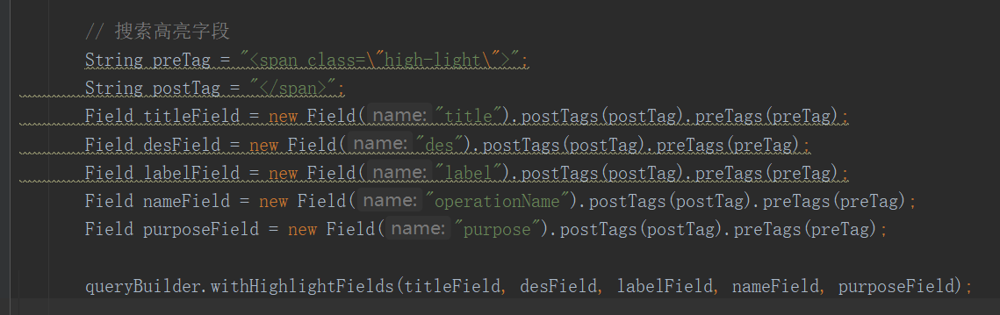 // 搜索高亮字段
String preTag = "<span class=\"high-light\">";
String postTag = "</span>";
Field titleField = new Field( name: "title").postTags(postTag).preTags(preTag);
Field desField = new Field( name: "des").postTags(postTag).preTags(preTag);
Field labelField = new Field( name: "label").postTags(postTag).preTags(preTag);
Field nameField = new Field( name: "operationName").postTags(postTag).preTags(preTag);
Field purposeField = new Field( name: "purpose").postTags(postTag).preTags(preTag);
queryBuilder.withHighlightFields(titleField, desField, labelField, nameField, purposeField);